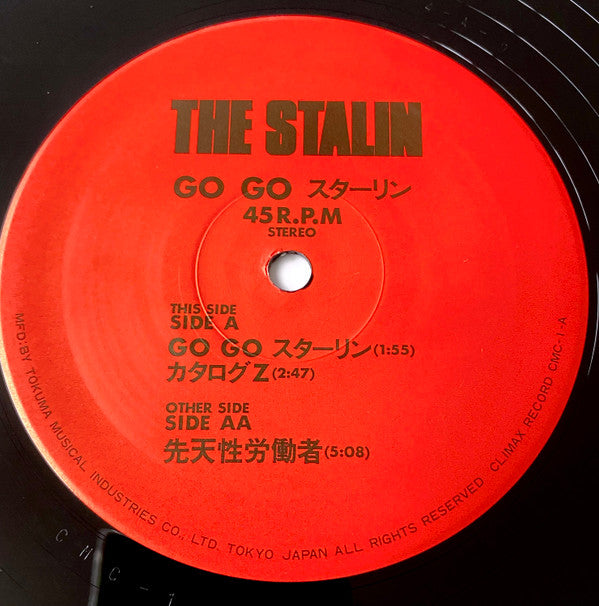 THE STALIN
GO GO スターリン
45 R.P.M
STEREO
THIS SIDE
SIDE A
GO GO スターリン(1:55)
カタログZ(2:47)
OTHER SIDE
SIDE AA
先天性労働者(5:08)
MFD. BY TOKUMA MUSICAL INDUSTRIES CO., LTD. TOKYO JAPAN ALL RIGHTS RESERVED CLIMAX RECORD CMC-1 A
CMC-1